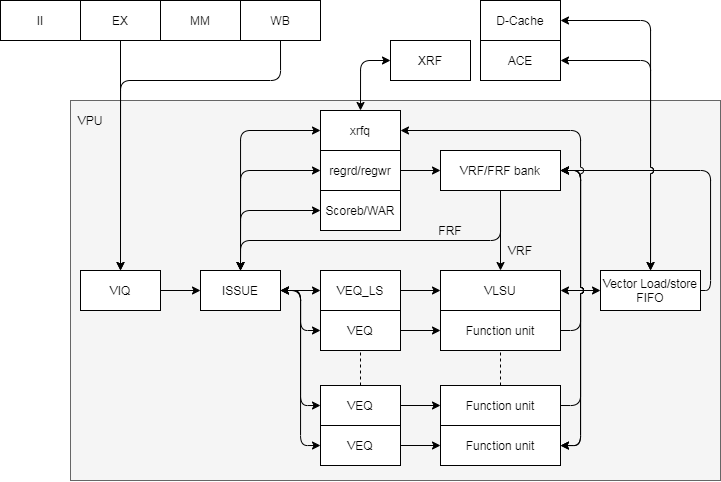 II
EX
MM
WB
D-Cache
XRF
ACE
VPU
xrfq
regrd/regwr
VRF/FRF bank
Scoreb/WAR
FRF
VRF
VIQ
ISSUE
VEQ_LS
VLSU
Vector Load/store
FIFO
VEQ
Function unit
VEQ
Function unit
VEQ
Function unit